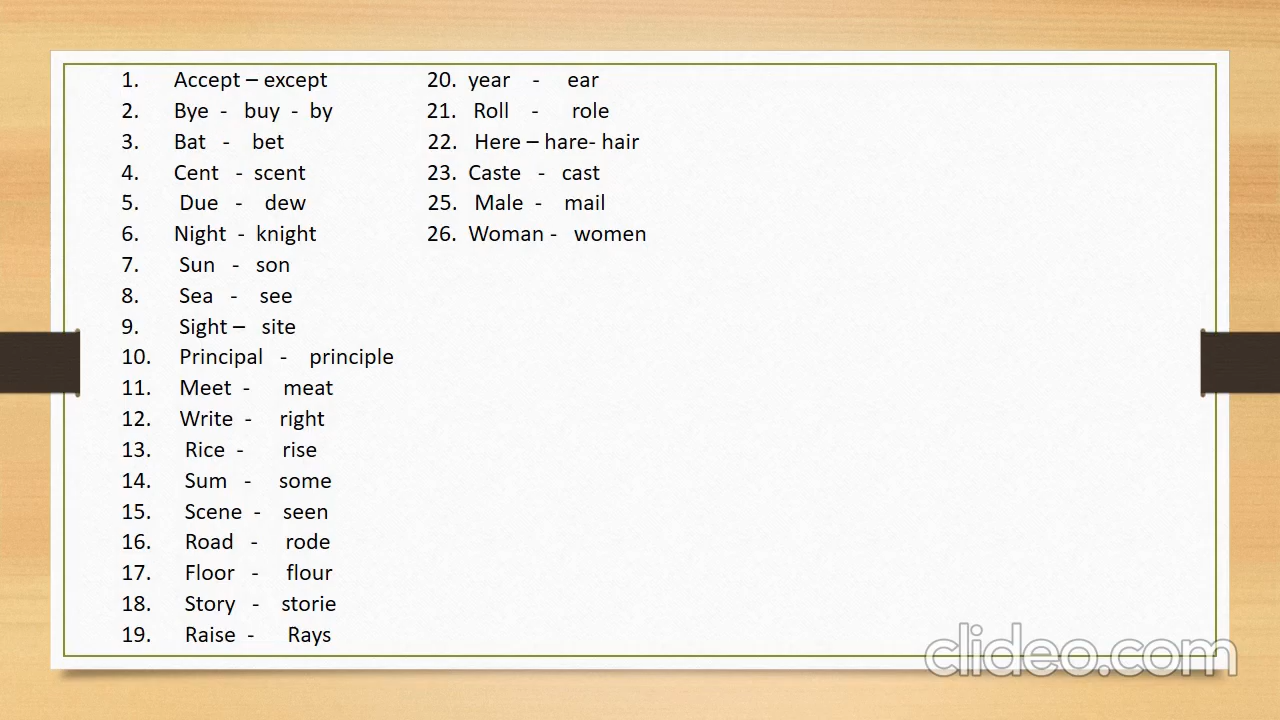 1. Accept – except
2. Bye - buy - by
3. Bat - bet
4. Cent - scent
5. Due - dew
6. Night - knight
7. Sun - son
8. Sea - see
9. Sight – site
10. Principal - principle
11. Meet - meat
12. Write - right
13. Rice - rise
14. Sum - some
15. Scene - seen
16. Road - rode
17. Floor - flour
18. Story - storie
19. Raise - Rays
20. year - ear
21. Roll - role
22. Here – hare- hair
23. Caste - cast
25. Male - mail
26. Woman - women
clideo.com